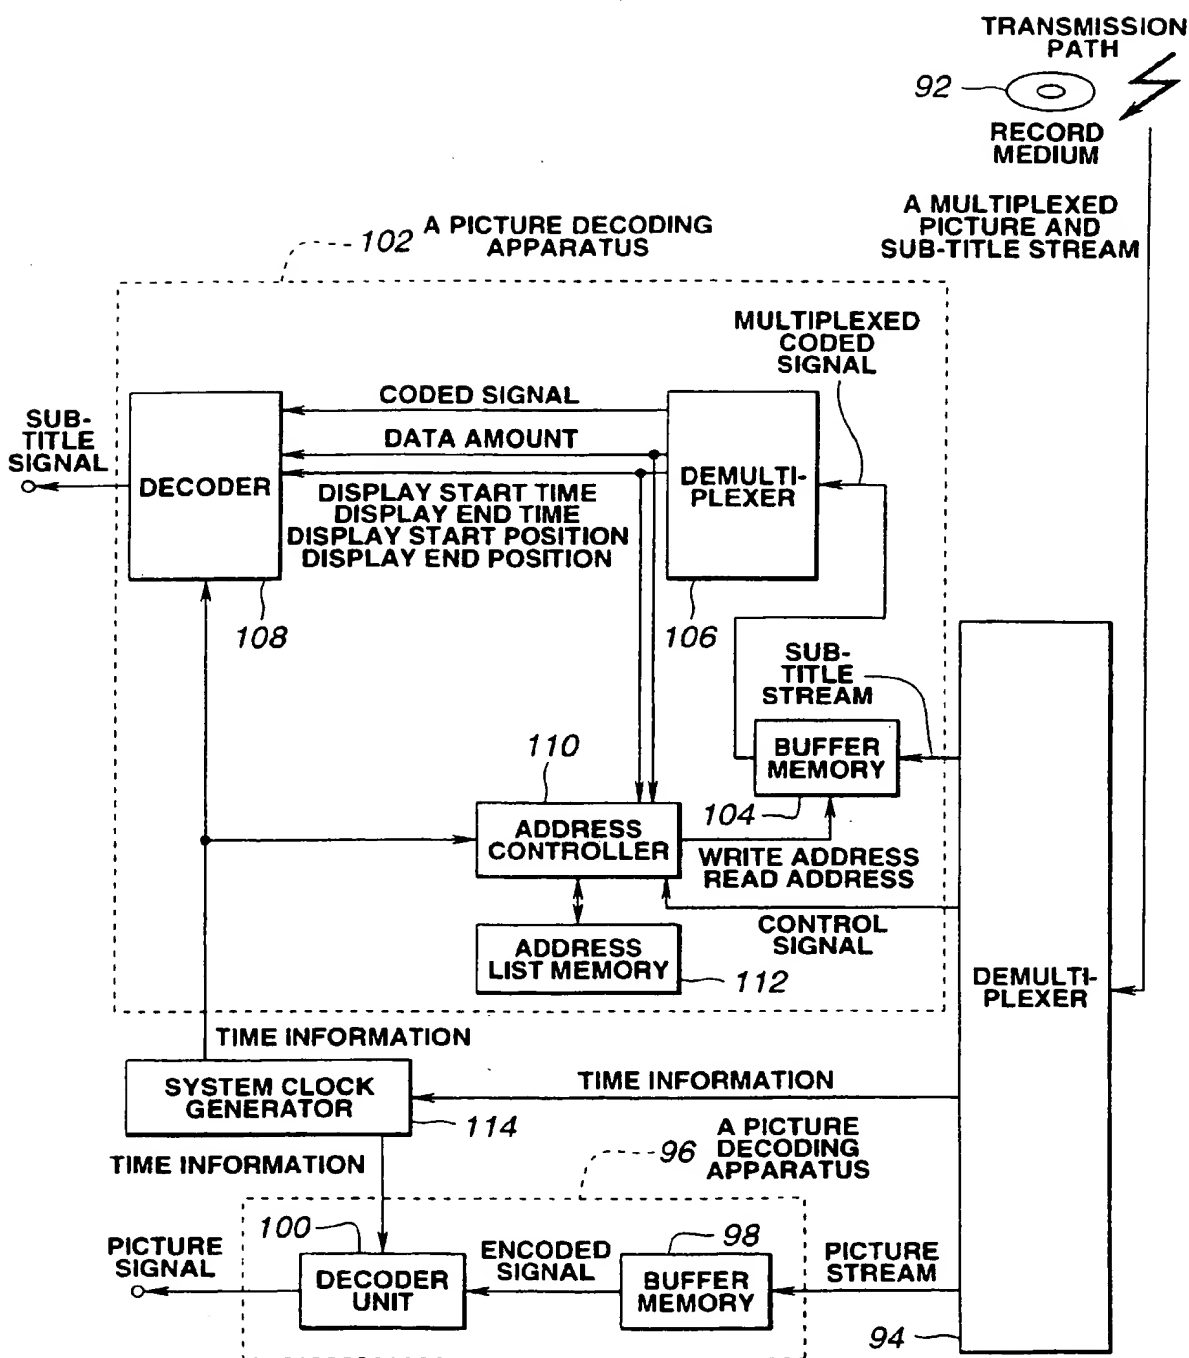 TRANSMISSION
PATH
92
RECORD
MEDIUM
A MULTIPLEXED
PICTURE AND
SUB-TITLE STREAM
102
A PICTURE DECODING
APPARATUS
MULTIPLEXED
CODED
SIGNAL
CODED SIGNAL
SUB-
TITLE
SIGNAL
DATA AMOUNT
DECODER
DEMULTI-
PLEXER
DISPLAY START TIME
DISPLAY END TIME
DISPLAY START POSITION
DISPLAY END POSITION
108
106
SUB-
TITLE
STREAM
110
BUFFER
MEMORY
104
ADDRESS
CONTROLLER
WRITE ADDRESS
READ ADDRESS
CONTROL
SIGNAL
ADDRESS
LIST MEMORY
112
DEMULTI-
PLEXER
TIME INFORMATION
SYSTEM CLOCK
GENERATOR
114
TIME INFORMATION
TIME INFORMATION
96
A PICTURE
DECODING
APPARATUS
100
98
PICTURE
SIGNAL
DECODER
UNIT
ENCODED
SIGNAL
BUFFER
MEMORY
PICTURE
STREAM
94